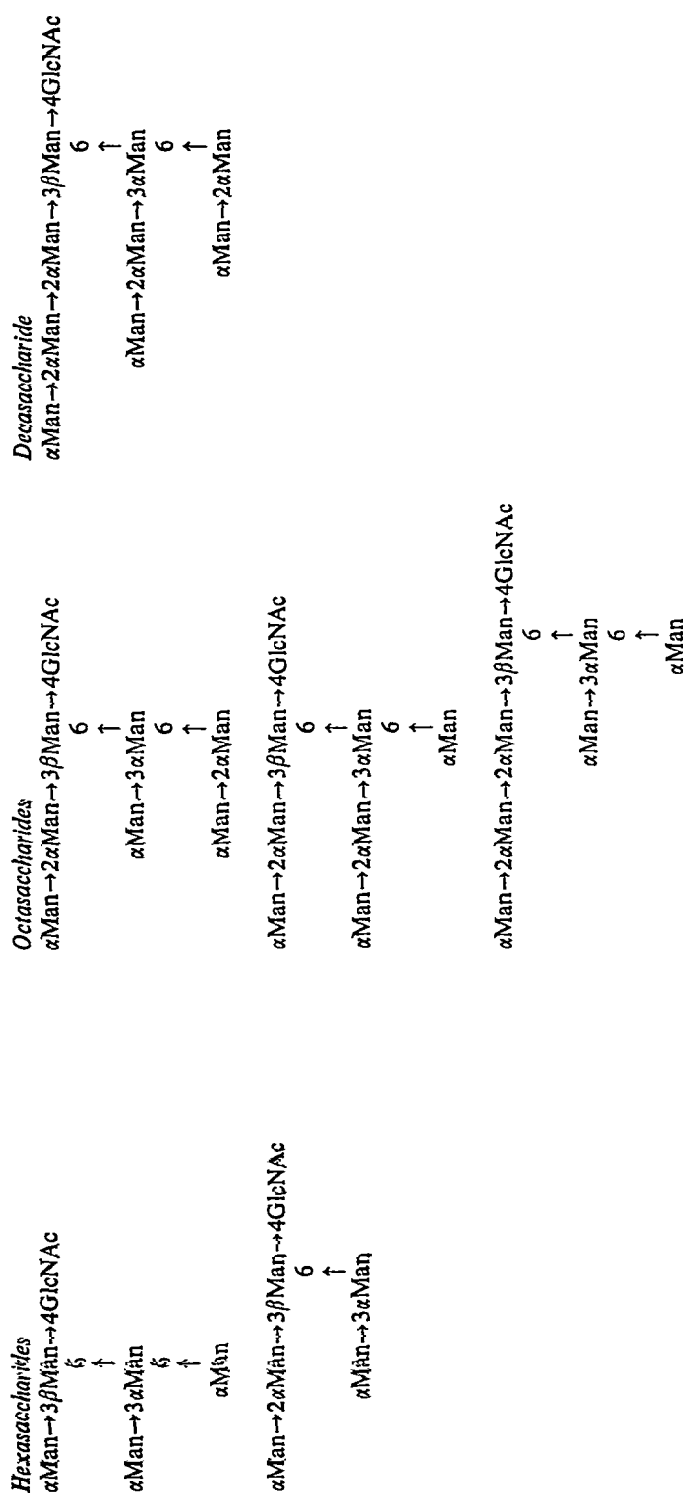 Hexasaccharides
αMan→3βMan→4GlcNAc
6
↑
αMan→3αMan
6
↑
αMan
αMan→2αMan→3βMan→4GlcNAc
6
↑
αMan→3αMan
Octasaccharides
αMan→2αMan→3βMan→4GlcNAc
6
↑
αMan→3αMan
6
↑
αMan→2αMan
αMan→2αMan→3βMan→4GlcNAc
6
↑
αMan→2αMan→3αMan
6
↑
αMan
αMan→2αMan→2αMan→3βMan→4GlcNAc
6
↑
αMan→3αMan
6
↑
αMan
Decasaccharide
αMan→2αMan→2αMan→3βMan→4GlcNAc
6
↑
αMan→2αMan→3αMan
6
↑
αMan→2αMan